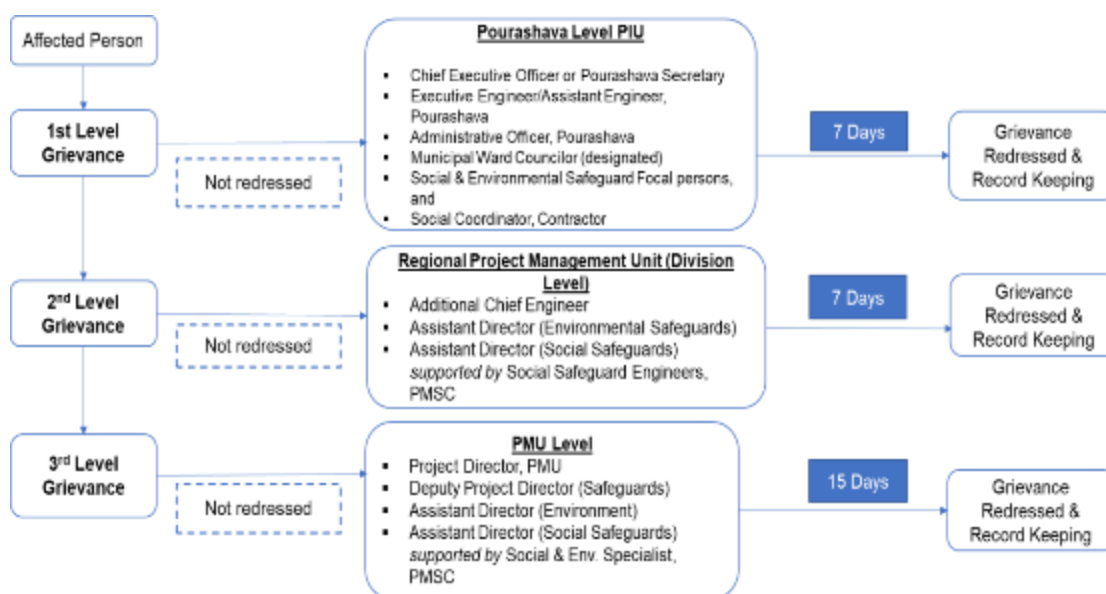 Affected Person
1st Level
Grievance
Not redressed
Pourashava Level PIU
▪ Chief Executive Officer or Pourashava Secretary
▪ Executive Engineer/Assistant Engineer,
Pourashava
▪ Administrative Officer, Pourashava
▪ Municipal Ward Councilor (designated)
▪ Social & Environmental Safeguard Focal persons,
and
▪ Social Coordinator, Contractor
7 Days
Grievance
Redressed &
Record Keeping
2nd Level
Grievance
Not redressed
Regional Project Management Unit (Division
Level)
▪ Additional Chief Engineer
▪ Assistant Director (Environmental Safeguards)
▪ Assistant Director (Social Safeguards)
supported by Social Safeguard Engineers,
PMSC
7 Days
Grievance
Redressed &
Record Keeping
3rd Level
Grievance
Not redressed
PMU Level
▪ Project Director, PMU
▪ Deputy Project Director (Safeguards)
▪ Assistant Director (Environment)
▪ Assistant Director (Social Safeguards)
supported by Social & Env. Specialist,
PMSC
15 Days
Grievance
Redressed &
Record Keeping